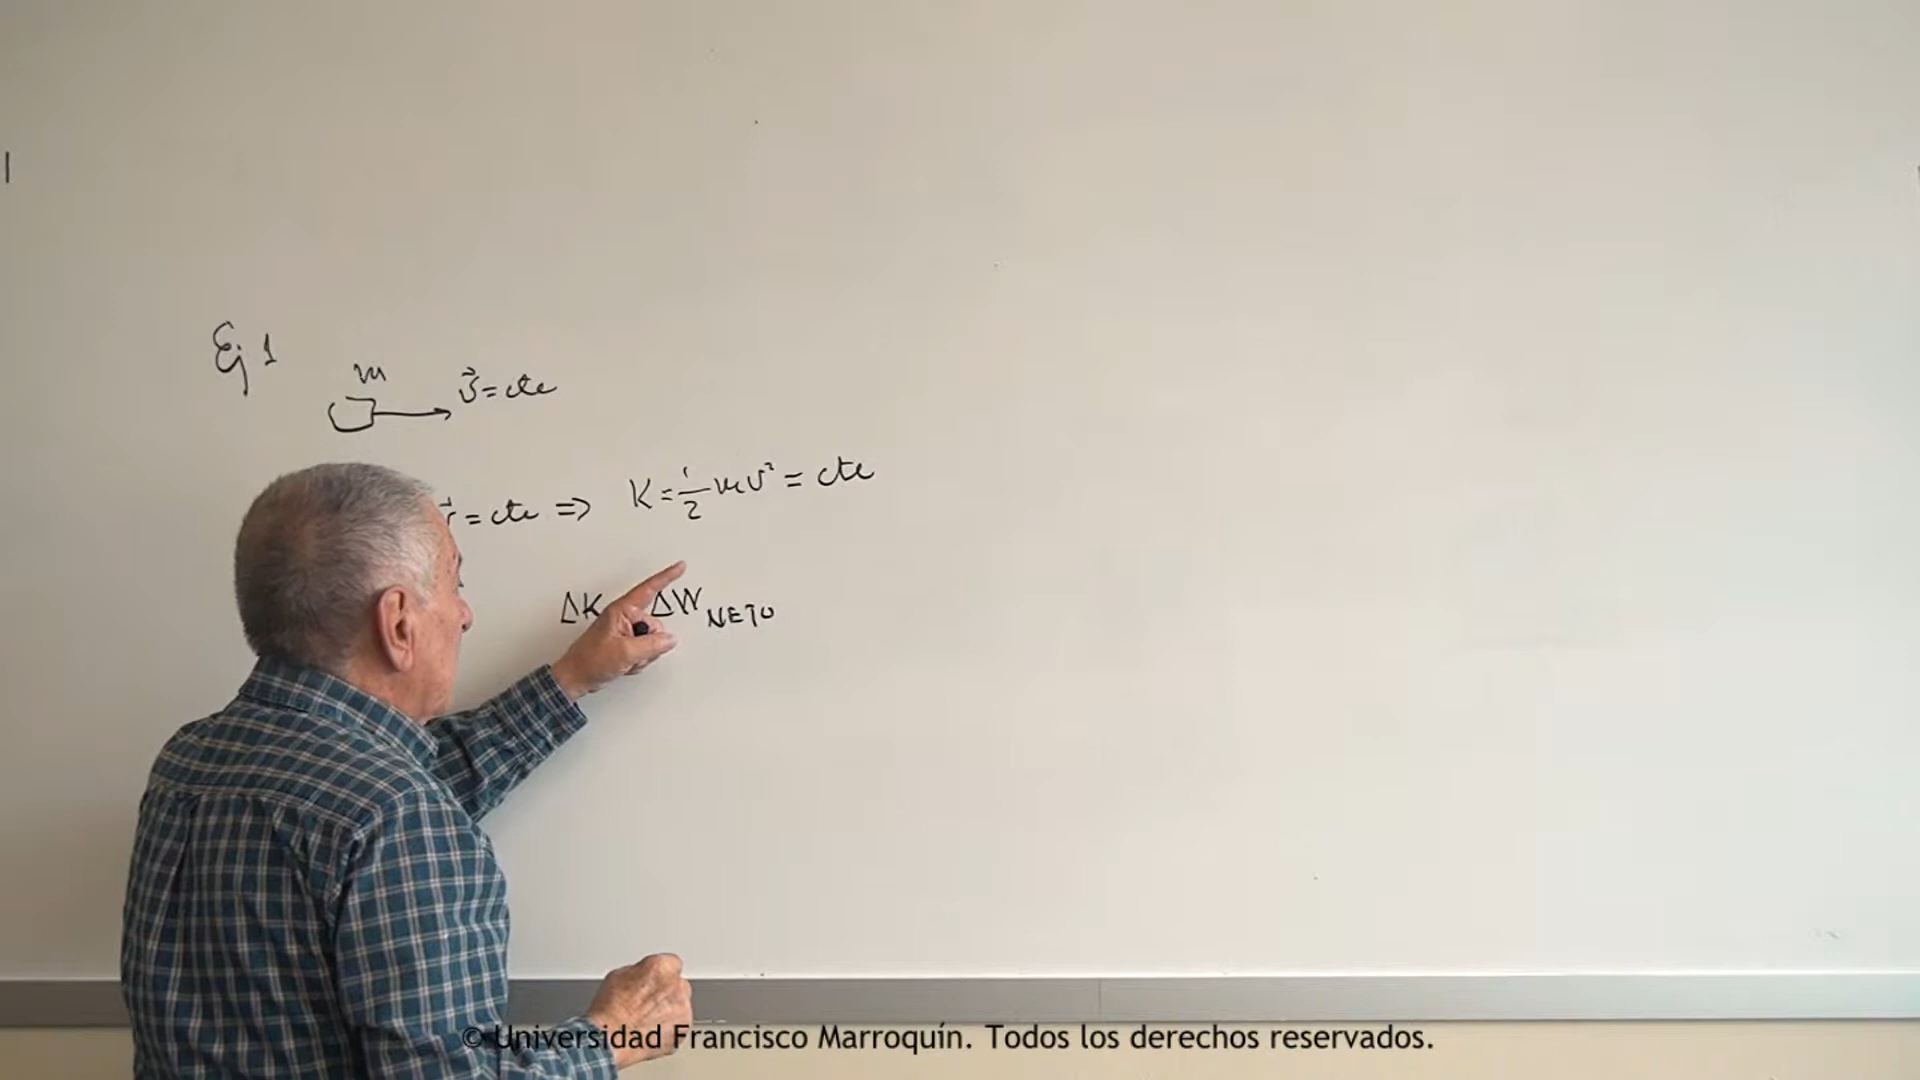 Ej 1
m
v⃗ = cte
= cte => K = 1/2 mv² = cte
ΔK ΔW NETO
© Universidad Francisco Marroquín. Todos los derechos reservados.